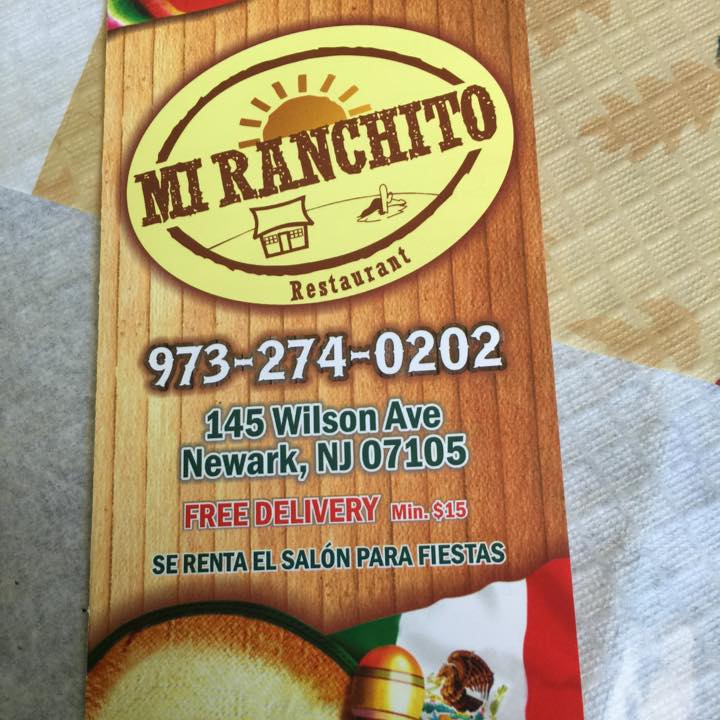 MI RANCHITO
Restaurant
973-274-0202
145 Wilson Ave
Newark, NJ 07105
FREE DELIVERY Min. $15
SE RENTA EL SALÓN PARA FIESTAS